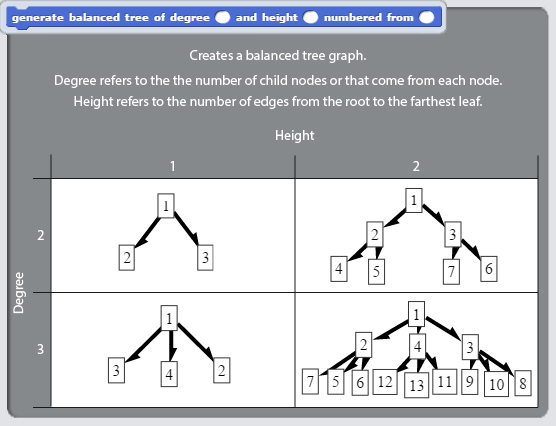 generate balanced tree of degree and height numbered from
Creates a balanced tree graph.
Degree refers to the the number of child nodes or that come from each node.
Height refers to the number of edges from the root to the farthest leaf.
Height
1 2
Degree
2
1
2 3
1
2 3
4 5 7 6
3
1
3 4 2
1
2 4 3
7 5 6 12 13 11 9 10 8